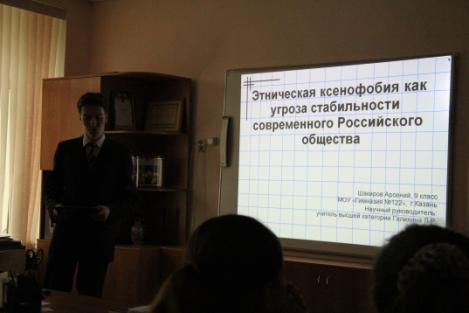 Этническая ксенофобия как
угроза стабильности
современного Российского
общества
Шакиров Арсений, 9 класс
МОУ «Гимназия №122», г.Казань
Научный руководитель:
учитель высшей категории